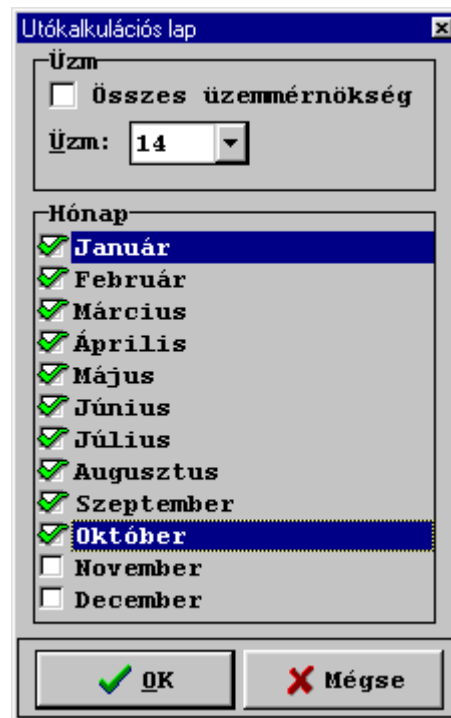 Utókalkulációs lap
Üzm
Összes üzemmérnökség
Üzm: 14
Hónap
Január
Február
Március
Április
Május
Június
Július
Augusztus
Szeptember
Október
November
December
OK Mégse